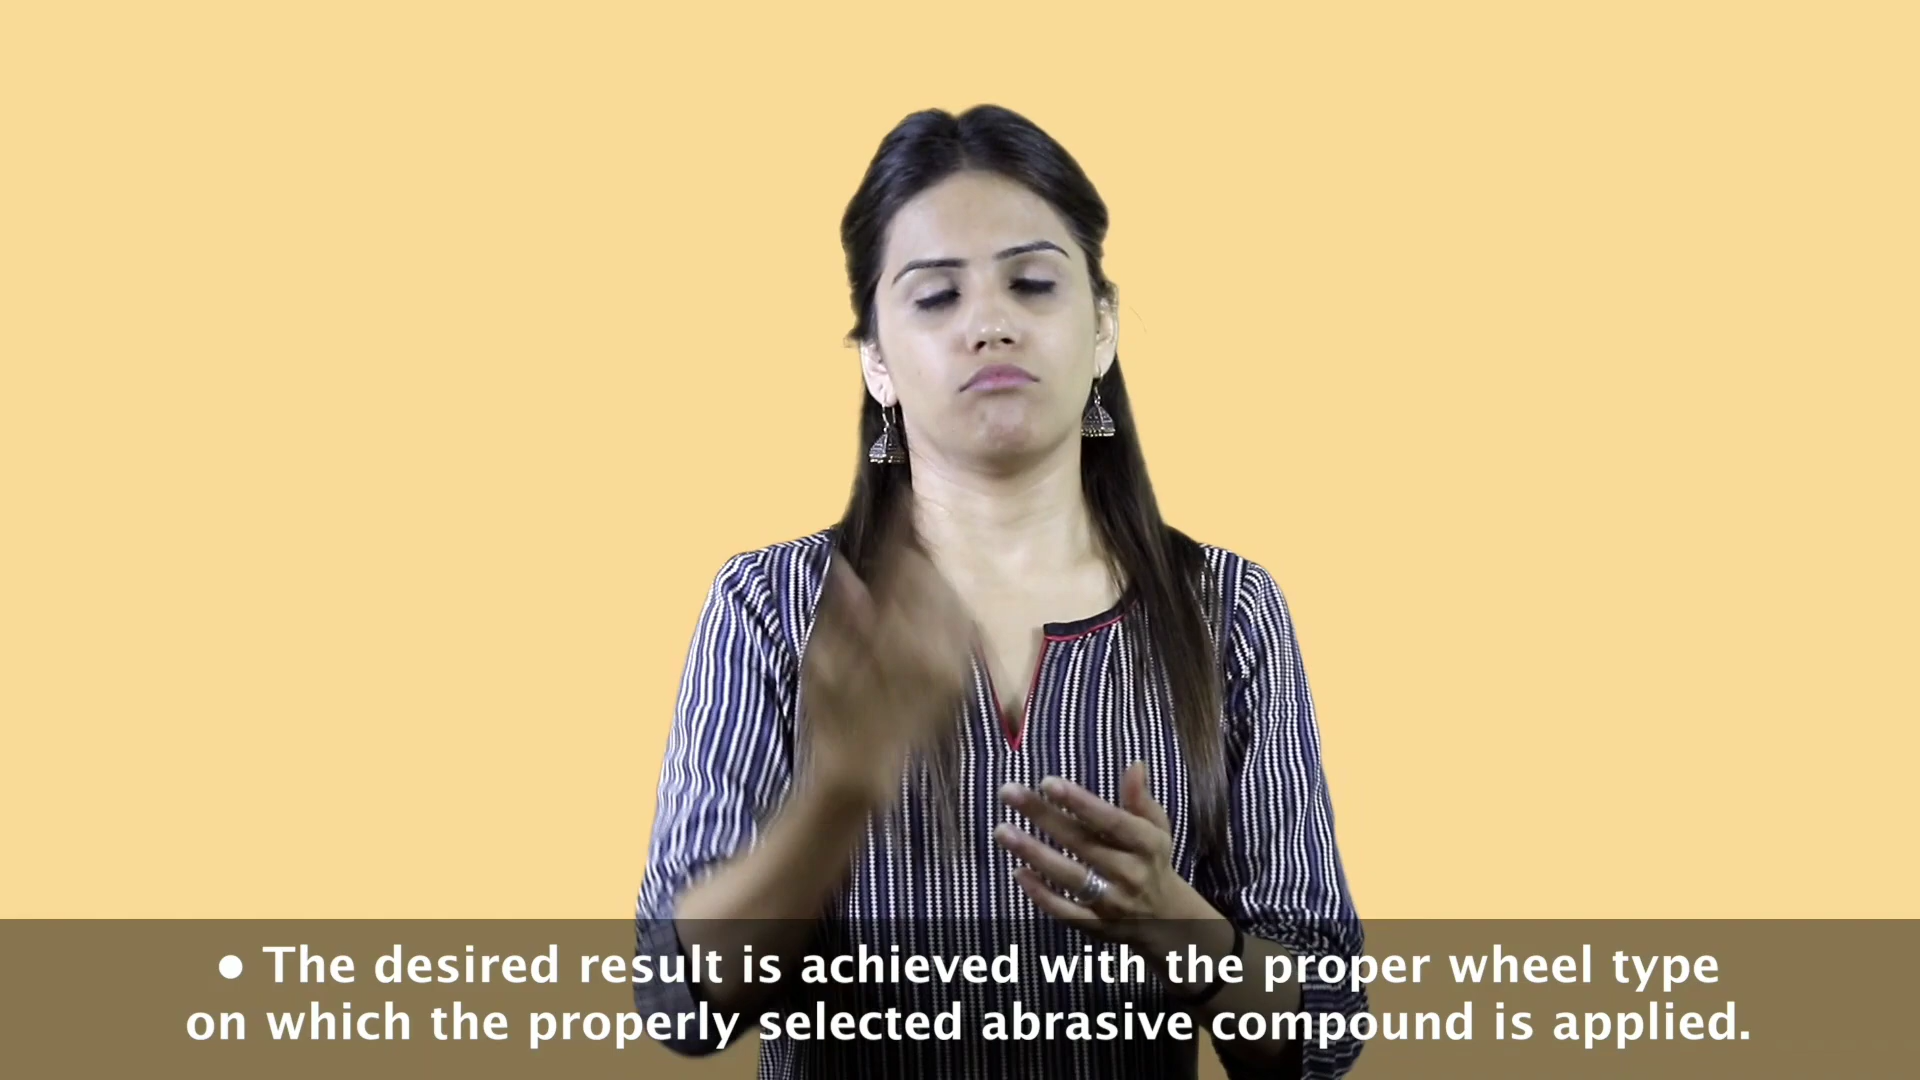 • The desired result is achieved with the proper wheel type
on which the properly selected abrasive compound is applied.